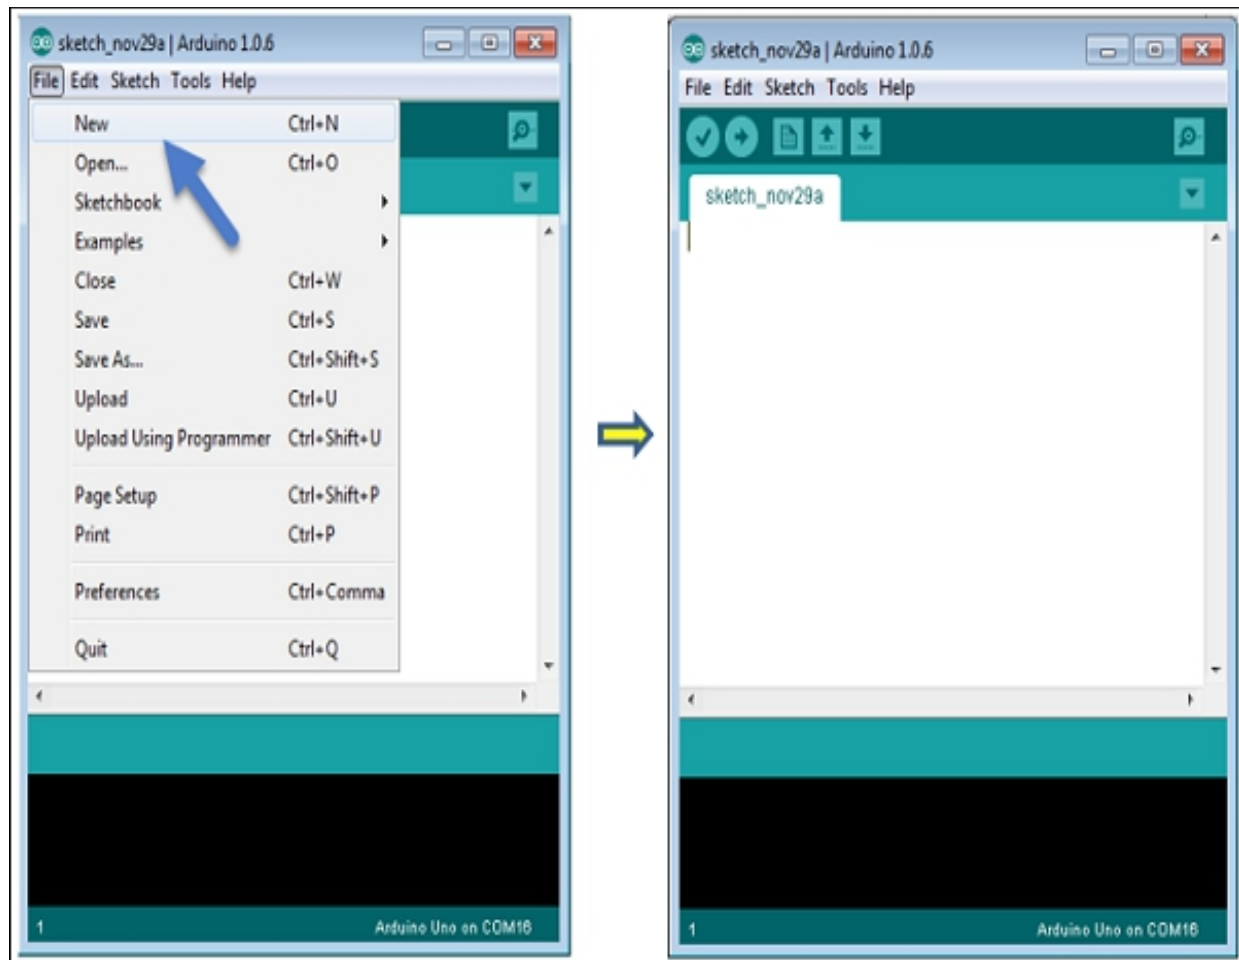 sketch_nov29a | Arduino 1.0.6
File Edit Sketch Tools Help
New Ctrl+N
Open... Ctrl+O
Sketchbook
Examples
Close Ctrl+W
Save Ctrl+S
Save As... Ctrl+Shift+S
Upload Ctrl+U
Upload Using Programmer Ctrl+Shift+U
Page Setup Ctrl+Shift+P
Print Ctrl+P
Preferences Ctrl+Comma
Quit Ctrl+Q
1 Arduino Uno on COM16
sketch_nov29a | Arduino 1.0.6
File Edit Sketch Tools Help
sketch_nov29a
1 Arduino Uno on COM16